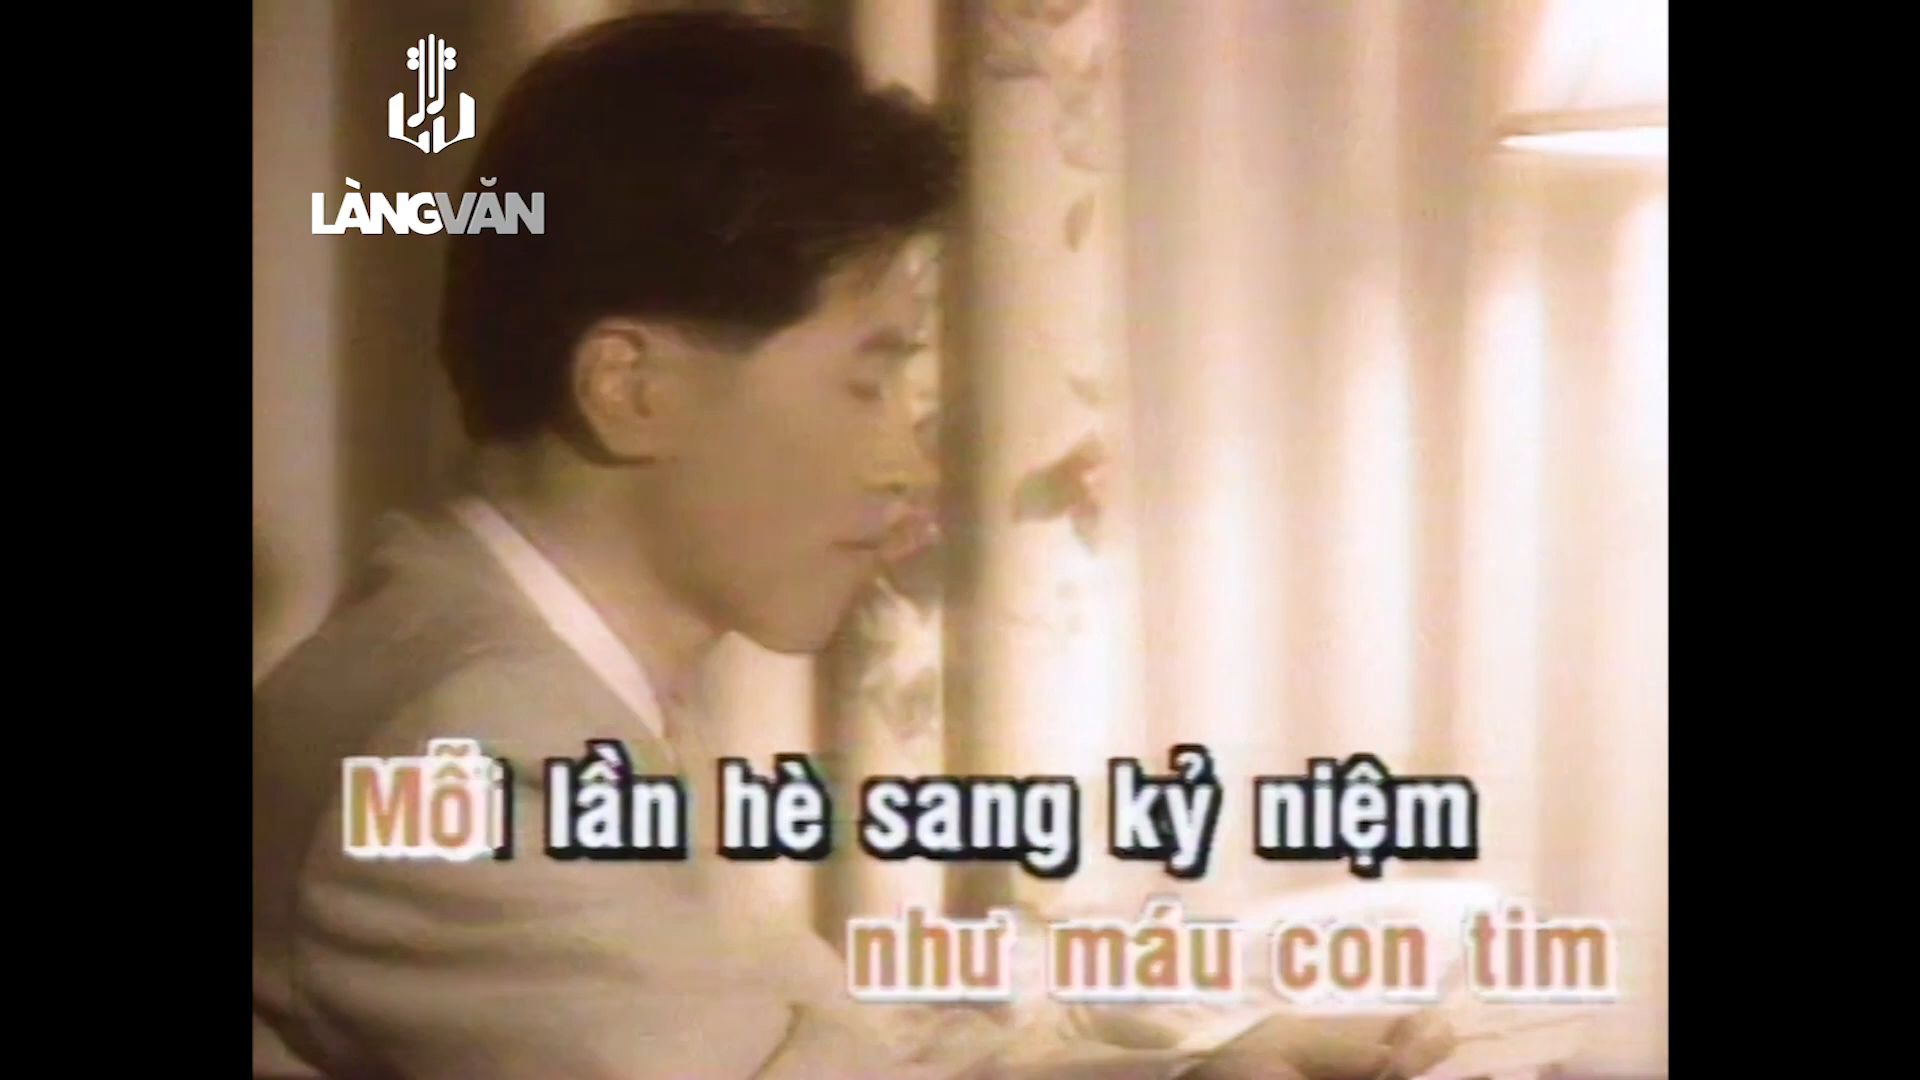 LÀNGVĂN
Mỗi lần hè sang kỷ niệm
như máu con tim